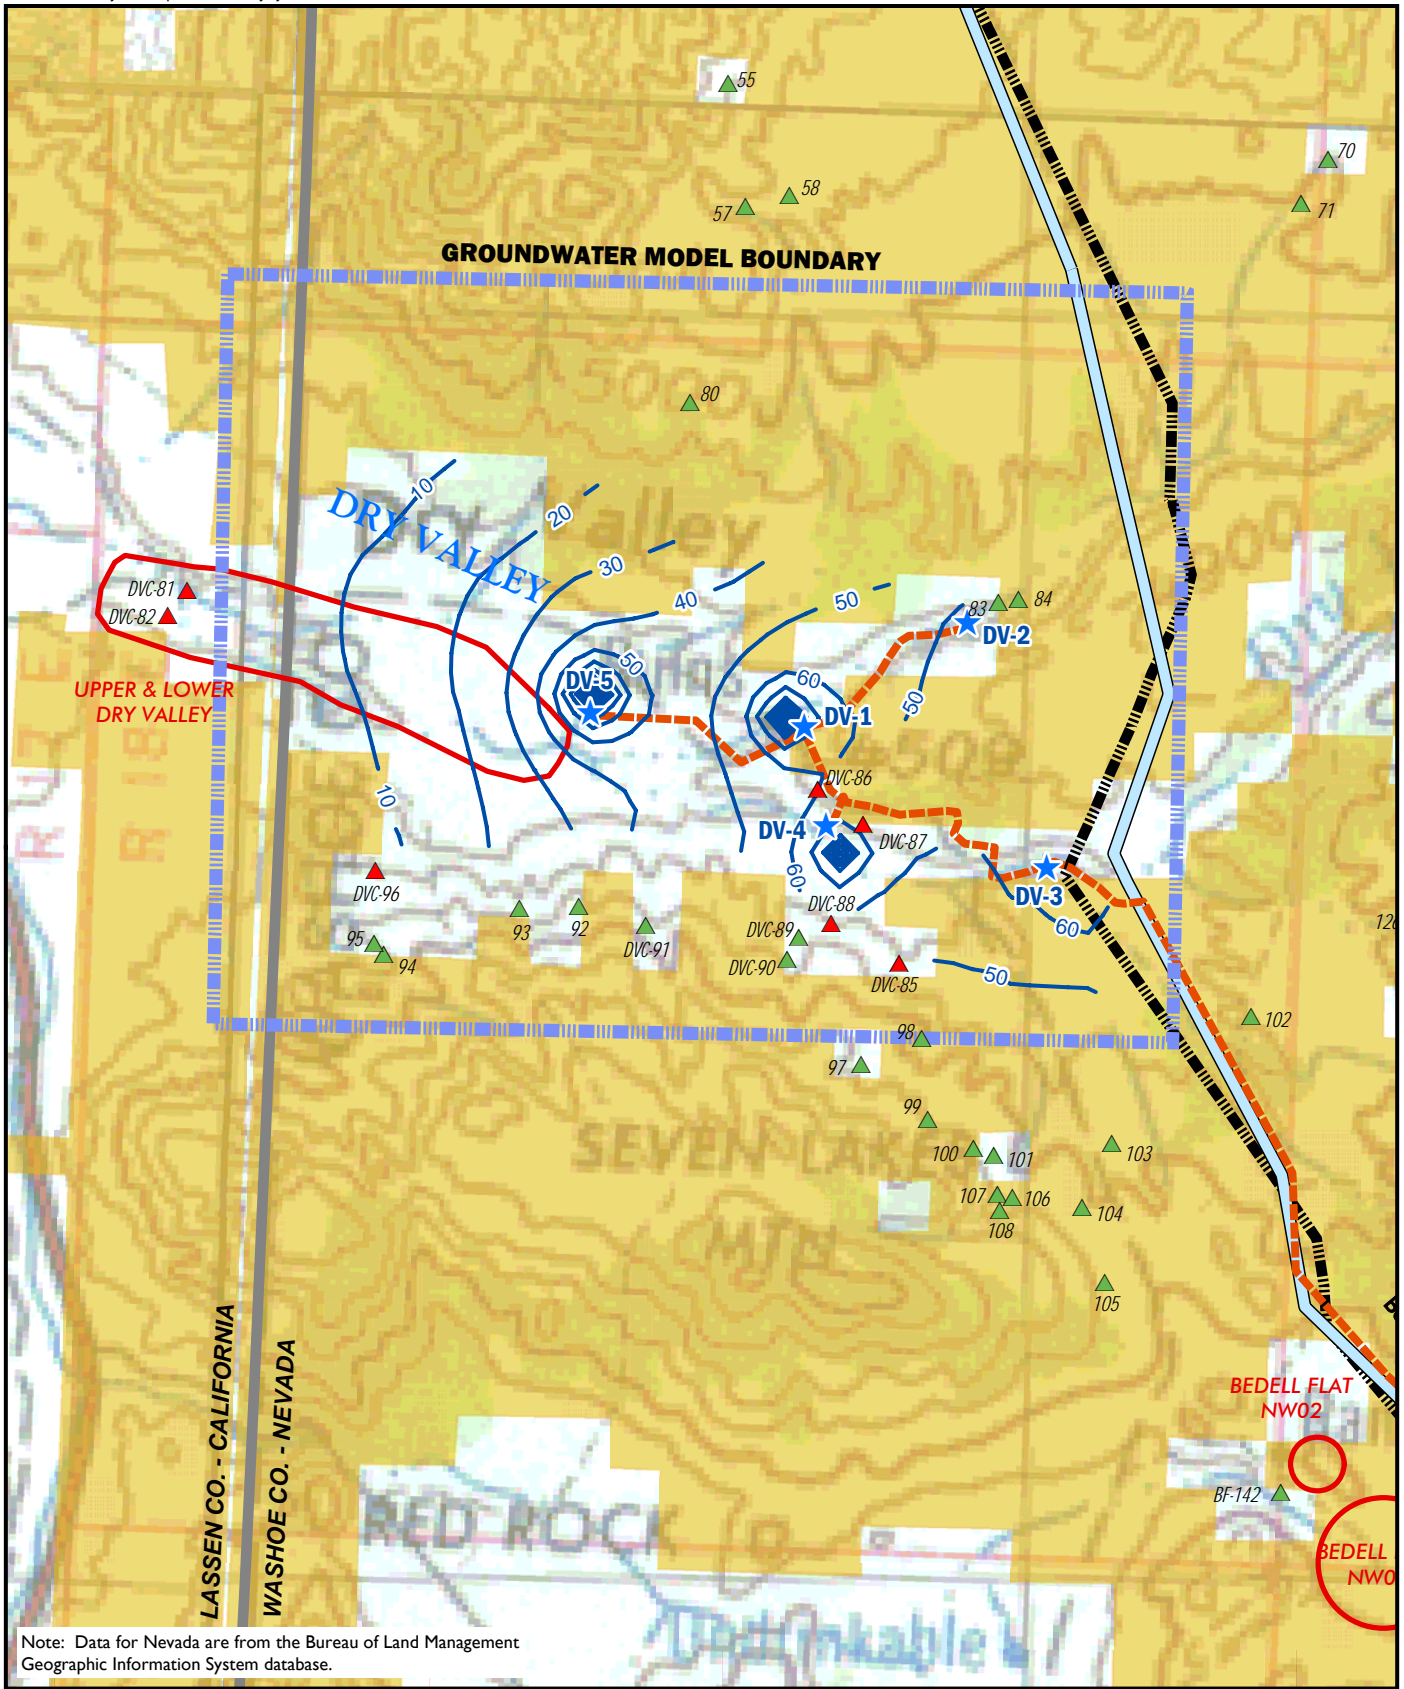 55
70
58
57
71
GROUNDWATER MODEL BOUNDARY
80
10
DRY VALLEY
20
alley
30
DVC-81
DVC-82
40
50
83
84
DV-2
50
DV-5
60
50
DV-1
UPPER & LOWER
DRY VALLEY
DVC-86
10
DV-4
DVC-87
60
DV-3
DVC-96
DVC-88
93
92
DVC-91
DVC-89
60
95
94
DVC-90
DVC-85
50
98
102
97
99
SEVEN LAKE
100
101
103
107
106
108
104
MTN
105
LASSEN CO. - CALIFORNIA
WASHOE CO. - NEVADA
BEDELL FLAT
NW02
BF-142
RED ROCK
BEDELL
NW0
Note: Data for Nevada are from the Bureau of Land Management
Geographic Information System database.